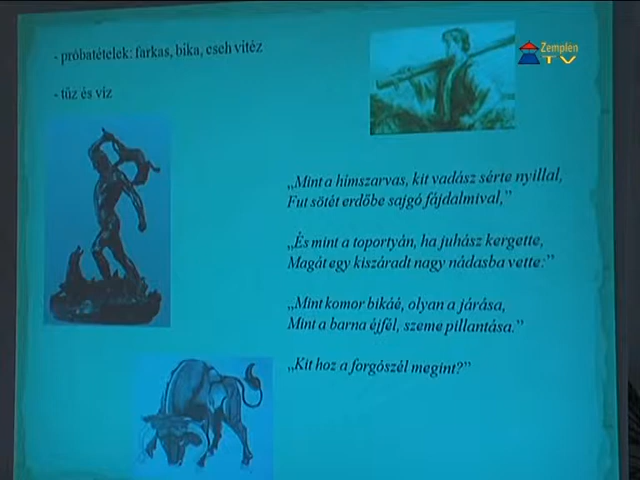 - próbatételek: farkas, bika, cseh vitéz
Zemplén
TV
- tűz és víz
„Mint a hímszarvas, kit vadász sérte nyillal,
Fut sötét erdőbe sajgó fájdalmival,”
„És mint a toportyán, ha juhász kergette,
Magát egy kiszáradt nagy nádasba vette:”
„Mint komor bikáé, olyan a járása,
Mint a barna éjfél, szeme pillantása.”
„Kit hoz a forgószél megint?”